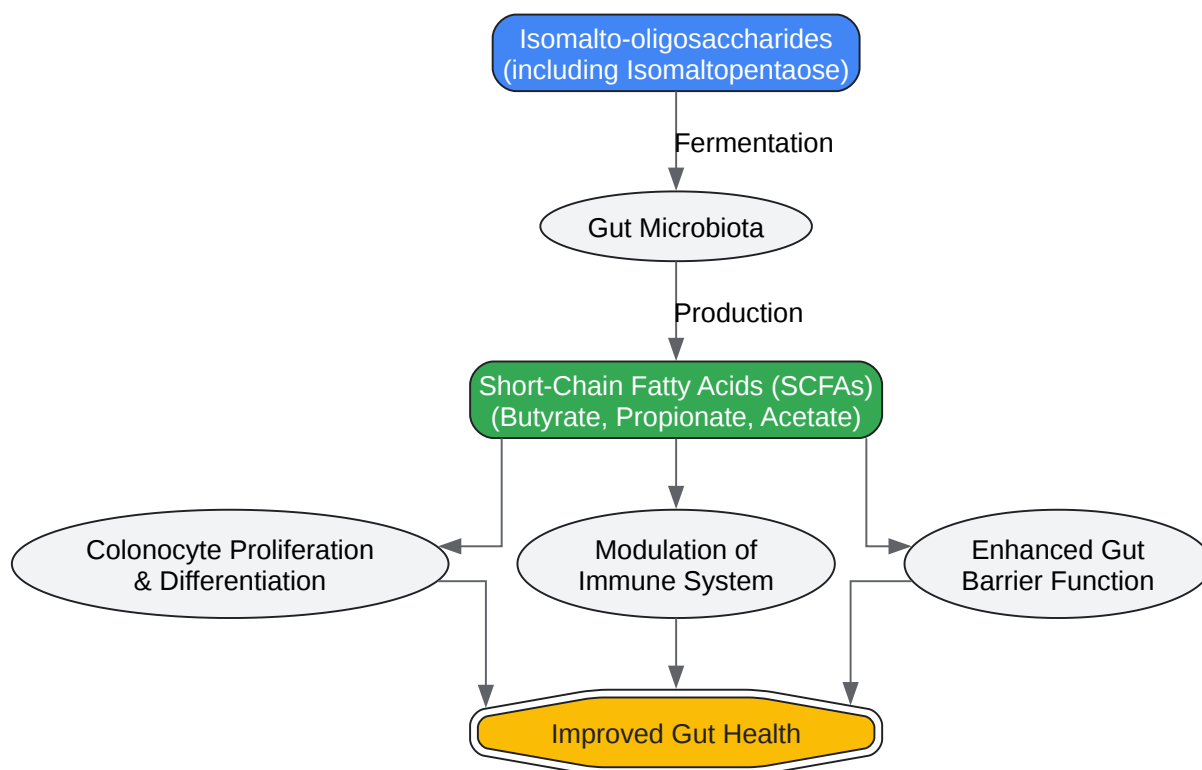 Isomalto-oligosaccharides
(including Isomaltopentaose)
Fermentation
Gut Microbiota
Production
Short-Chain Fatty Acids (SCFAs)
(Butyrate, Propionate, Acetate)
Colonocyte Proliferation
& Differentiation
Modulation of
Immune System
Enhanced Gut
Barrier Function
Improved Gut Health